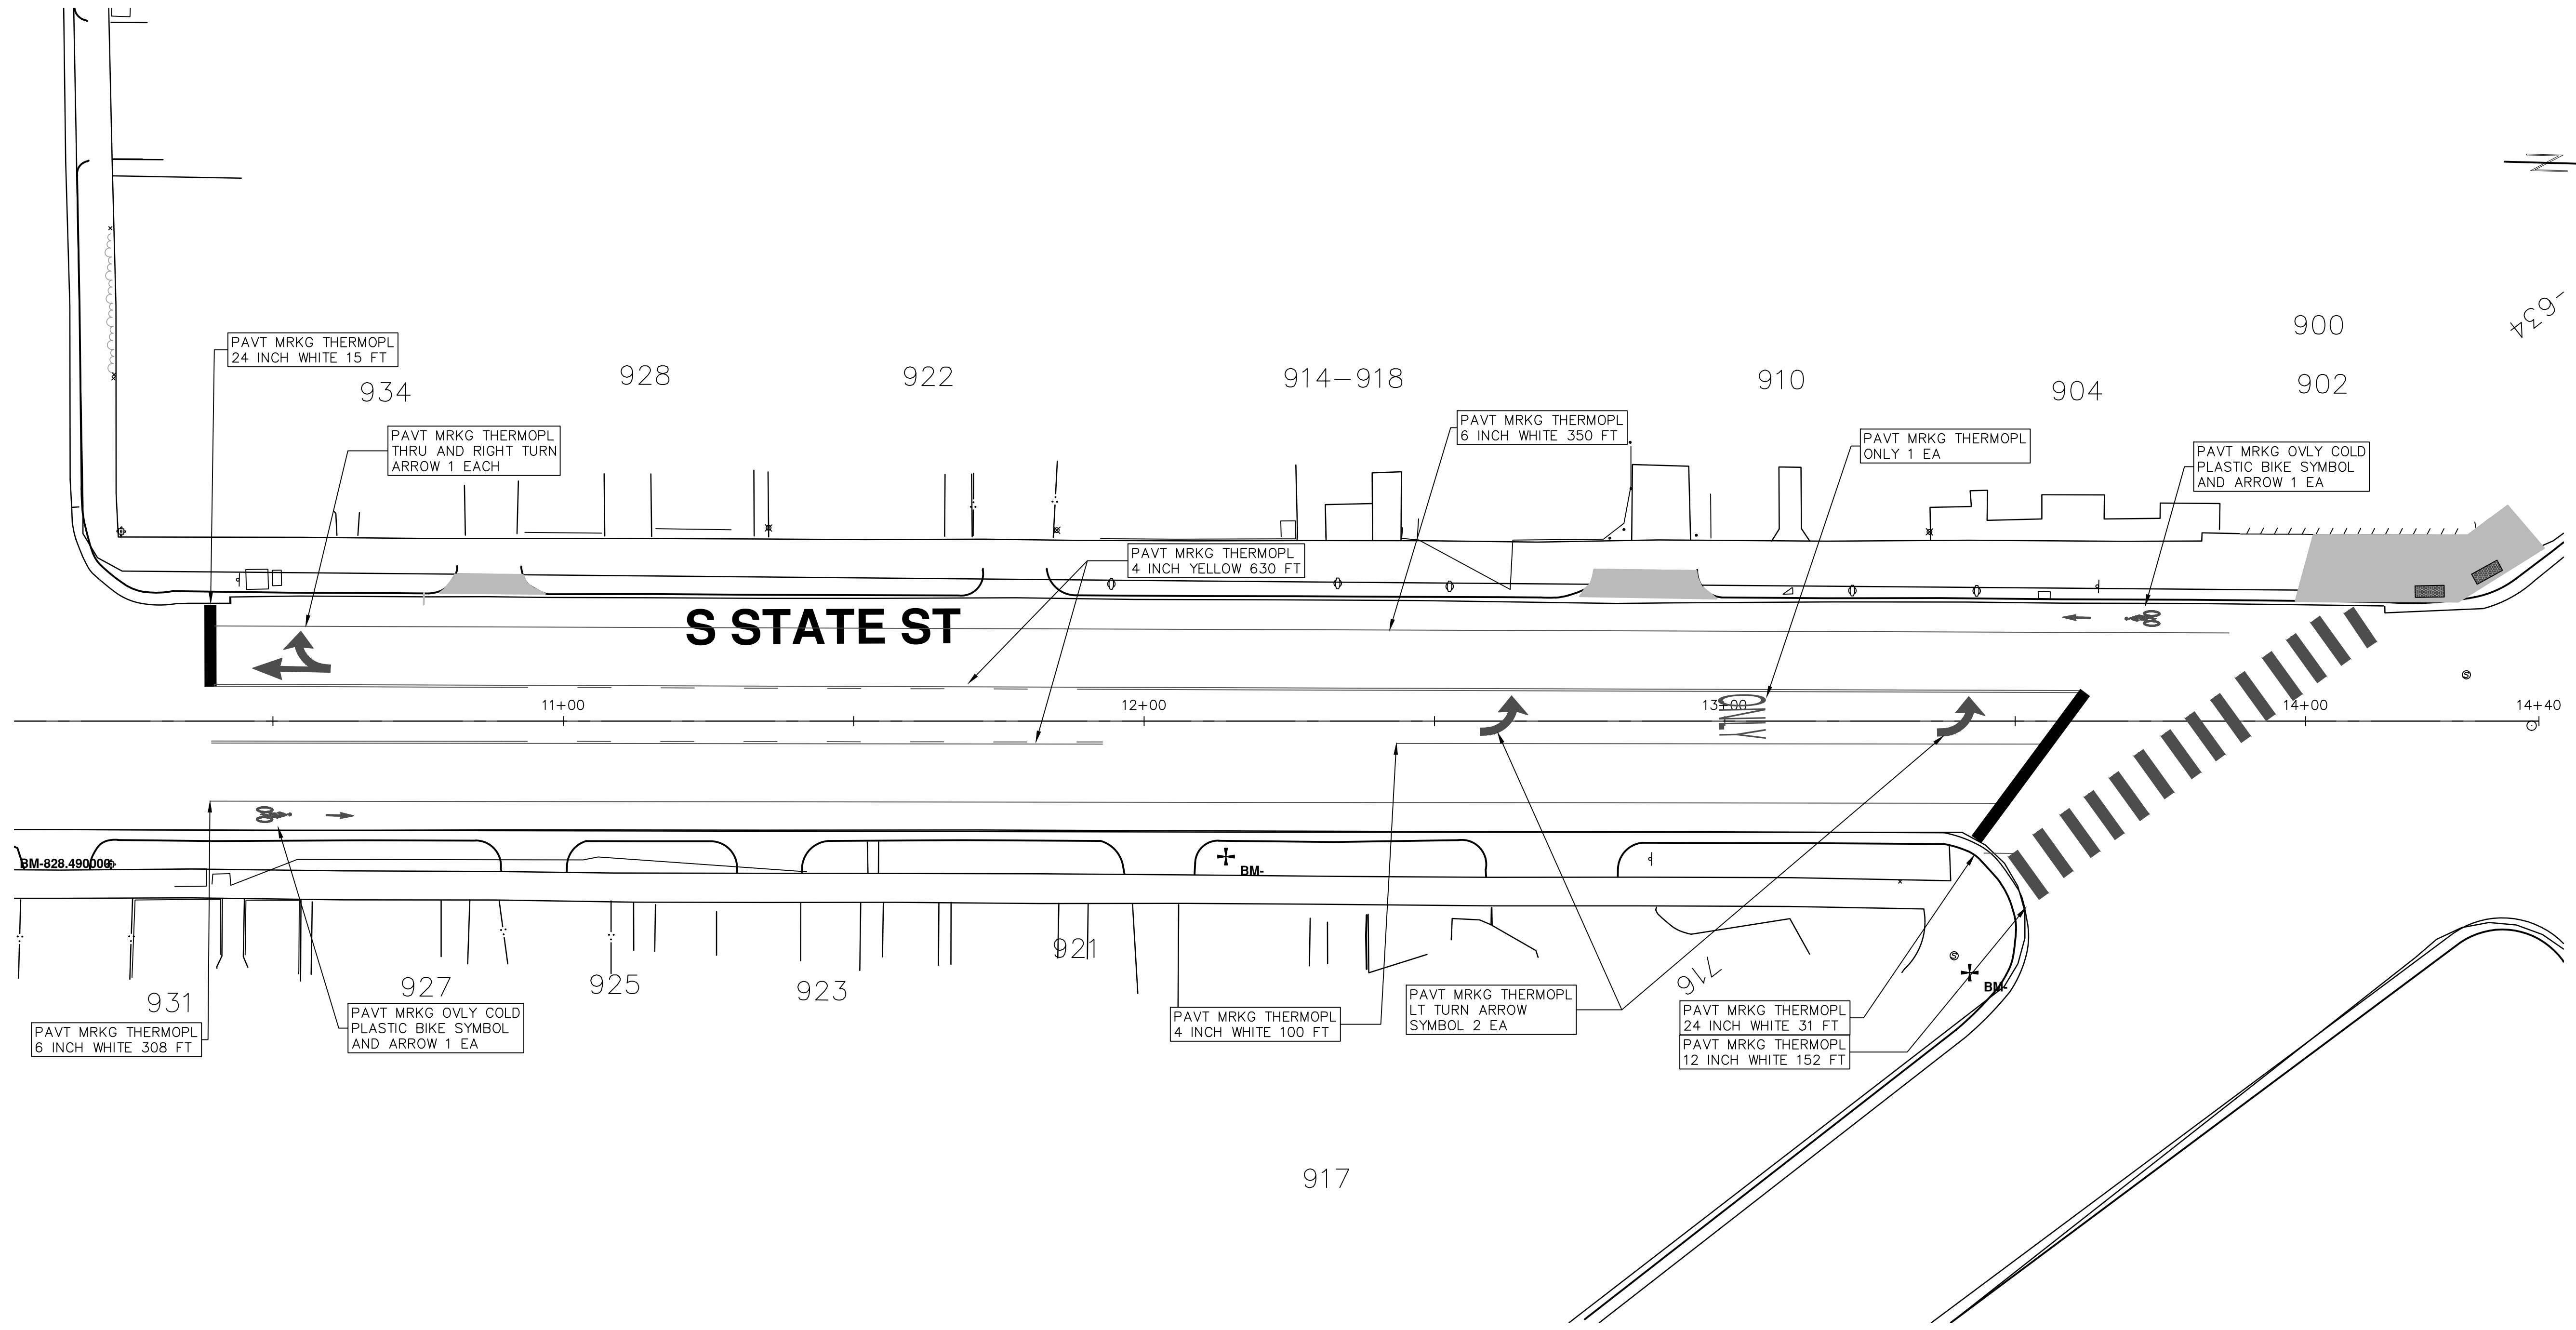 N
-634
900
902
904
910
914-918
922
928
934
PAVT MRKG THERMOPL
24 INCH WHITE 15 FT
PAVT MRKG THERMOPL
THRU AND RIGHT TURN
ARROW 1 EACH
PAVT MRKG THERMOPL
6 INCH WHITE 350 FT
PAVT MRKG THERMOPL
ONLY 1 EA
PAVT MRKG OVLY COLD
PLASTIC BIKE SYMBOL
AND ARROW 1 EA
PAVT MRKG THERMOPL
4 INCH YELLOW 630 FT
S STATE ST
ONLY
11+00
12+00
13+00
14+00
14+40
S
BM-828.490000
BM-
S
BM-
931
927
925
923
921
716
PAVT MRKG THERMOPL
6 INCH WHITE 308 FT
PAVT MRKG OVLY COLD
PLASTIC BIKE SYMBOL
AND ARROW 1 EA
PAVT MRKG THERMOPL
4 INCH WHITE 100 FT
PAVT MRKG THERMOPL
LT TURN ARROW
SYMBOL 2 EA
PAVT MRKG THERMOPL
24 INCH WHITE 31 FT
PAVT MRKG THERMOPL
12 INCH WHITE 152 FT
917